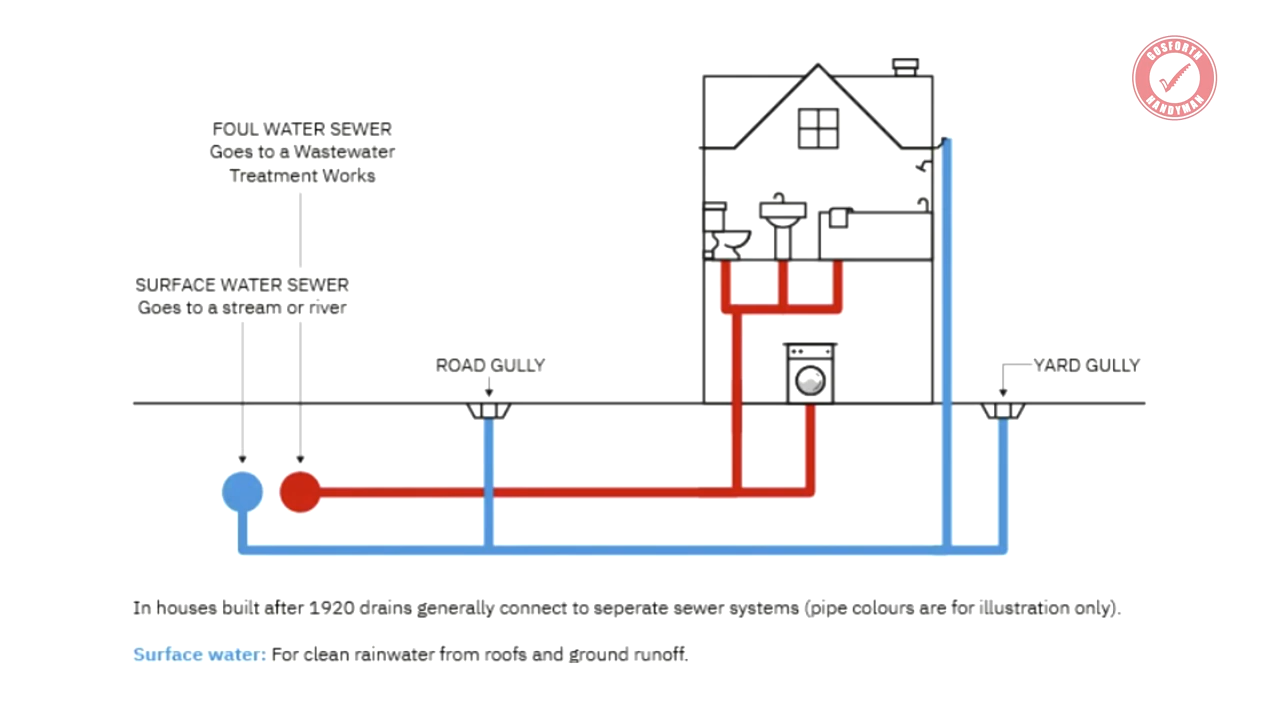 GOSFORTH
HANDYMAN
FOUL WATER SEWER
Goes to a Wastewater
Treatment Works
SURFACE WATER SEWER
Goes to a stream or river
ROAD GULLY
YARD GULLY
In houses built after 1920 drains generally connect to seperate sewer systems (pipe colours are for illustration only).
Surface water: For clean rainwater from roofs and ground runoff.